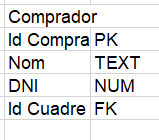 Comprador
Id Compra PK
Nom TEXT
DNI NUM
Id Cuadre FK